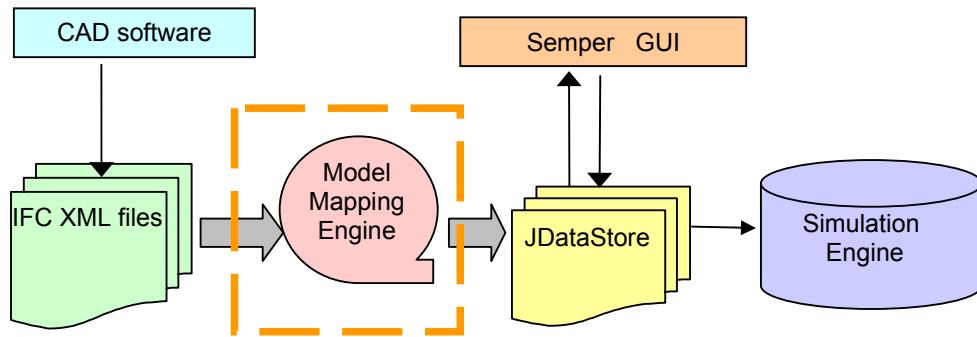 CAD software
Semper GUI
IFC XML files
Model
Mapping
Engine
JDataStore
Simulation
Engine